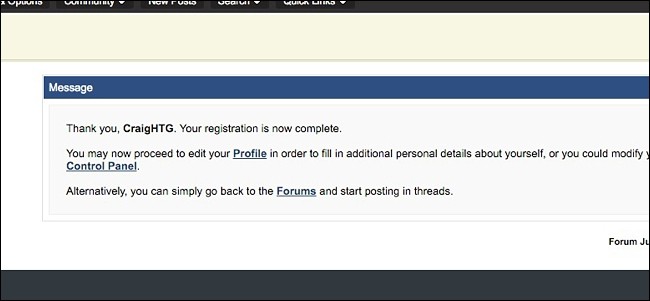 Options Community New Posts Search Quick Links
Message
Thank you, CraigHTG. Your registration is now complete.
You may now proceed to edit your Profile in order to fill in additional personal details about yourself, or you could modify
Control Panel.
Alternatively, you can simply go back to the Forums and start posting in threads.
Forum